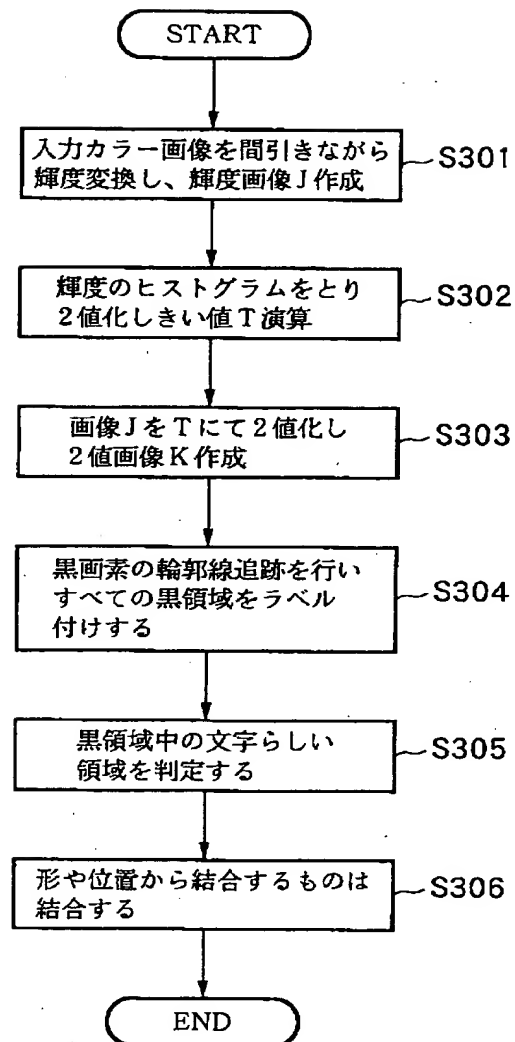 START
入力カラー画像を間引きながら
輝度変換し、輝度画像J作成
S301
輝度のヒストグラムをとり
2値化しきい値T演算
S302
画像JをTにて2値化し
2値画像K作成
S303
黒画素の輪郭線追跡を行い
すべての黒領域をラベル
付けする
S304
黒領域中の文字らしい
領域を判定する
S305
形や位置から結合するものは
結合する
S306
END